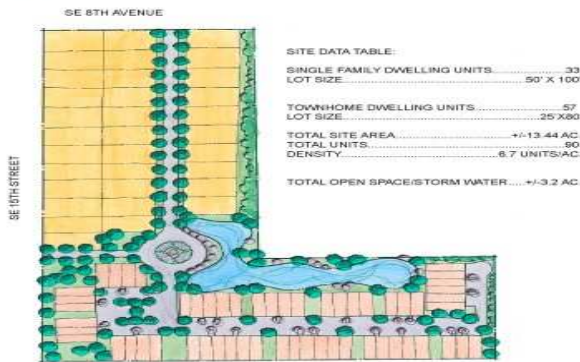 SE 8TH AVENUE
SITE DATA TABLE:
SINGLE FAMILY DWELLING UNITS....................33
LOT SIZE....................50' X 100
TOWNHOME DWELLING UNITS....................57
LOT SIZE....................25'X80
TOTAL SITE AREA....................+/-13.44 AC
TOTAL UNITS....................90
DENSITY....................6.7 UNITS/AC
TOTAL OPEN SPACE/STORM WATER....+/-3.2 AC
SE 15TH STREET